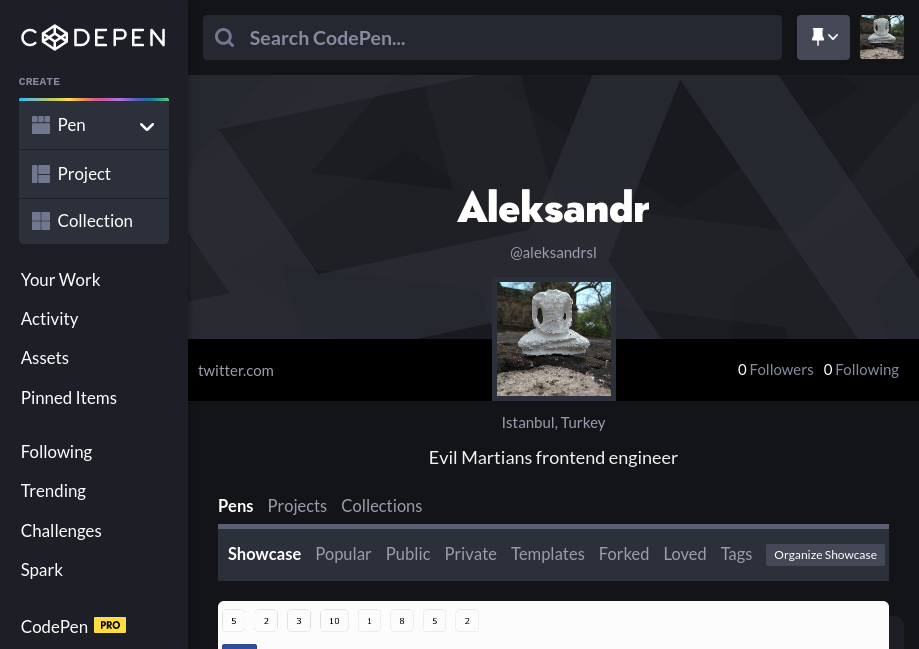 CODEPEN
Search CodePen...
CREATE
Pen
Project
Collection
Your Work
Activity
Assets
Pinned Items
Following
Trending
Challenges
Spark
CodePen PRO
Aleksandr
@aleksandrsl
twitter.com
0 Followers 0 Following
Istanbul, Turkey
Evil Martians frontend engineer
Pens Projects Collections
Showcase Popular Public Private Templates Forked Loved Tags Organize Showcase
5 2 3 10 1 8 5 2